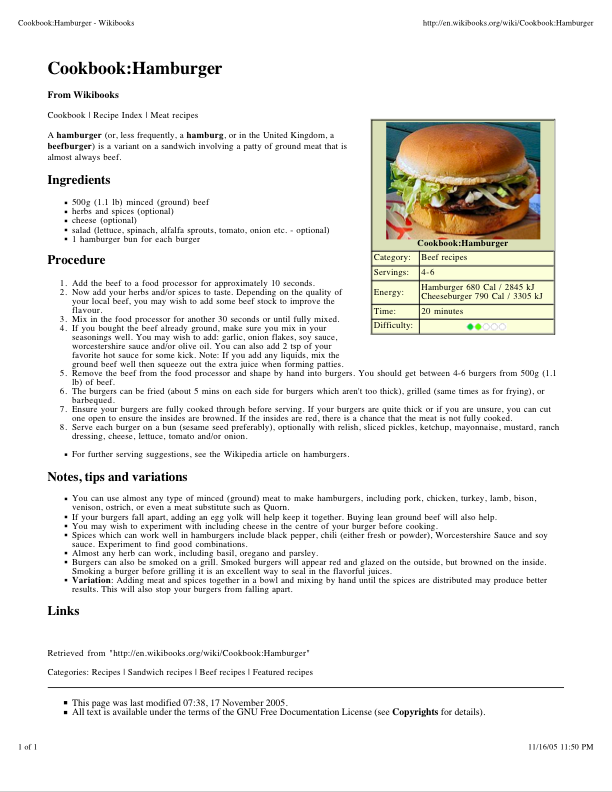 Cookbook:Hamburger - Wikibooks
http://en.wikibooks.org/wiki/Cookbook:Hamburger
Cookbook:Hamburger
From Wikibooks
Cookbook | Recipe Index | Meat recipes
A hamburger (or, less frequently, a hamburg, or in the United Kingdom, a
beefburger) is a variant on a sandwich involving a patty of ground meat that is
almost always beef.
Ingredients
500g (1.1 lb) minced (ground) beef
herbs and spices (optional)
cheese (optional)
salad (lettuce, spinach, alfalfa sprouts, tomato, onion etc. - optional)
1 hamburger bun for each burger
Cookbook:Hamburger
Category: Beef recipes
Servings: 4-6
Energy: Hamburger 680 Cal / 2845 kJ
Cheeseburger 790 Cal / 3305 kJ
Time: 20 minutes
Difficulty:
Procedure
1. Add the beef to a food processor for approximately 10 seconds.
2. Now add your herbs and/or spices to taste. Depending on the quality of
your local beef, you may wish to add some beef stock to improve the
flavour.
3. Mix in the food processor for another 30 seconds or until fully mixed.
4. If you bought the beef already ground, make sure you mix in your
seasonings well. You may wish to add: garlic, onion flakes, soy sauce,
worcestershire sauce and/or olive oil. You can also add 2 tsp of your
favorite hot sauce for some kick. Note: If you add any liquids, mix the
ground beef well then squeeze out the extra juice when forming patties.
5. Remove the beef from the food processor and shape by hand into burgers. You should get between 4-6 burgers from 500g (1.1
lb) of beef.
6. The burgers can be fried (about 5 mins on each side for burgers which aren't too thick), grilled (same times as for frying), or
barbequed.
7. Ensure your burgers are fully cooked through before serving. If your burgers are quite thick or if you are unsure, you can cut
one open to ensure the insides are browned. If the insides are red, there is a chance that the meat is not fully cooked.
8. Serve each burger on a bun (sesame seed preferably), optionally with relish, sliced pickles, ketchup, mayonnaise, mustard, ranch
dressing, cheese, lettuce, tomato and/or onion.
For further serving suggestions, see the Wikipedia article on hamburgers.
Notes, tips and variations
You can use almost any type of minced (ground) meat to make hamburgers, including pork, chicken, turkey, lamb, bison,
venison, ostrich, or even a meat substitute such as Quorn.
If your burgers fall apart, adding an egg yolk will help keep it together. Buying lean ground beef will also help.
You may wish to experiment with including cheese in the centre of your burger before cooking.
Spices which can work well in hamburgers include black pepper, chili (either fresh or powder), Worcestershire Sauce and soy
sauce. Experiment to find good combinations.
Almost any herb can work, including basil, oregano and parsley.
Burgers can also be smoked on a grill. Smoked burgers will appear red and glazed on the outside, but browned on the inside.
Smoking a burger before grilling it is an excellent way to seal in the flavorful juices.
Variation: Adding meat and spices together in a bowl and mixing by hand until the spices are distributed may produce better
results. This will also stop your burgers from falling apart.
Links
Retrieved from "http://en.wikibooks.org/wiki/Cookbook:Hamburger"
Categories: Recipes | Sandwich recipes | Beef recipes | Featured recipes
This page was last modified 07:38, 17 November 2005.
All text is available under the terms of the GNU Free Documentation License (see Copyrights for details).
1 of 1
11/16/05 11:50 PM